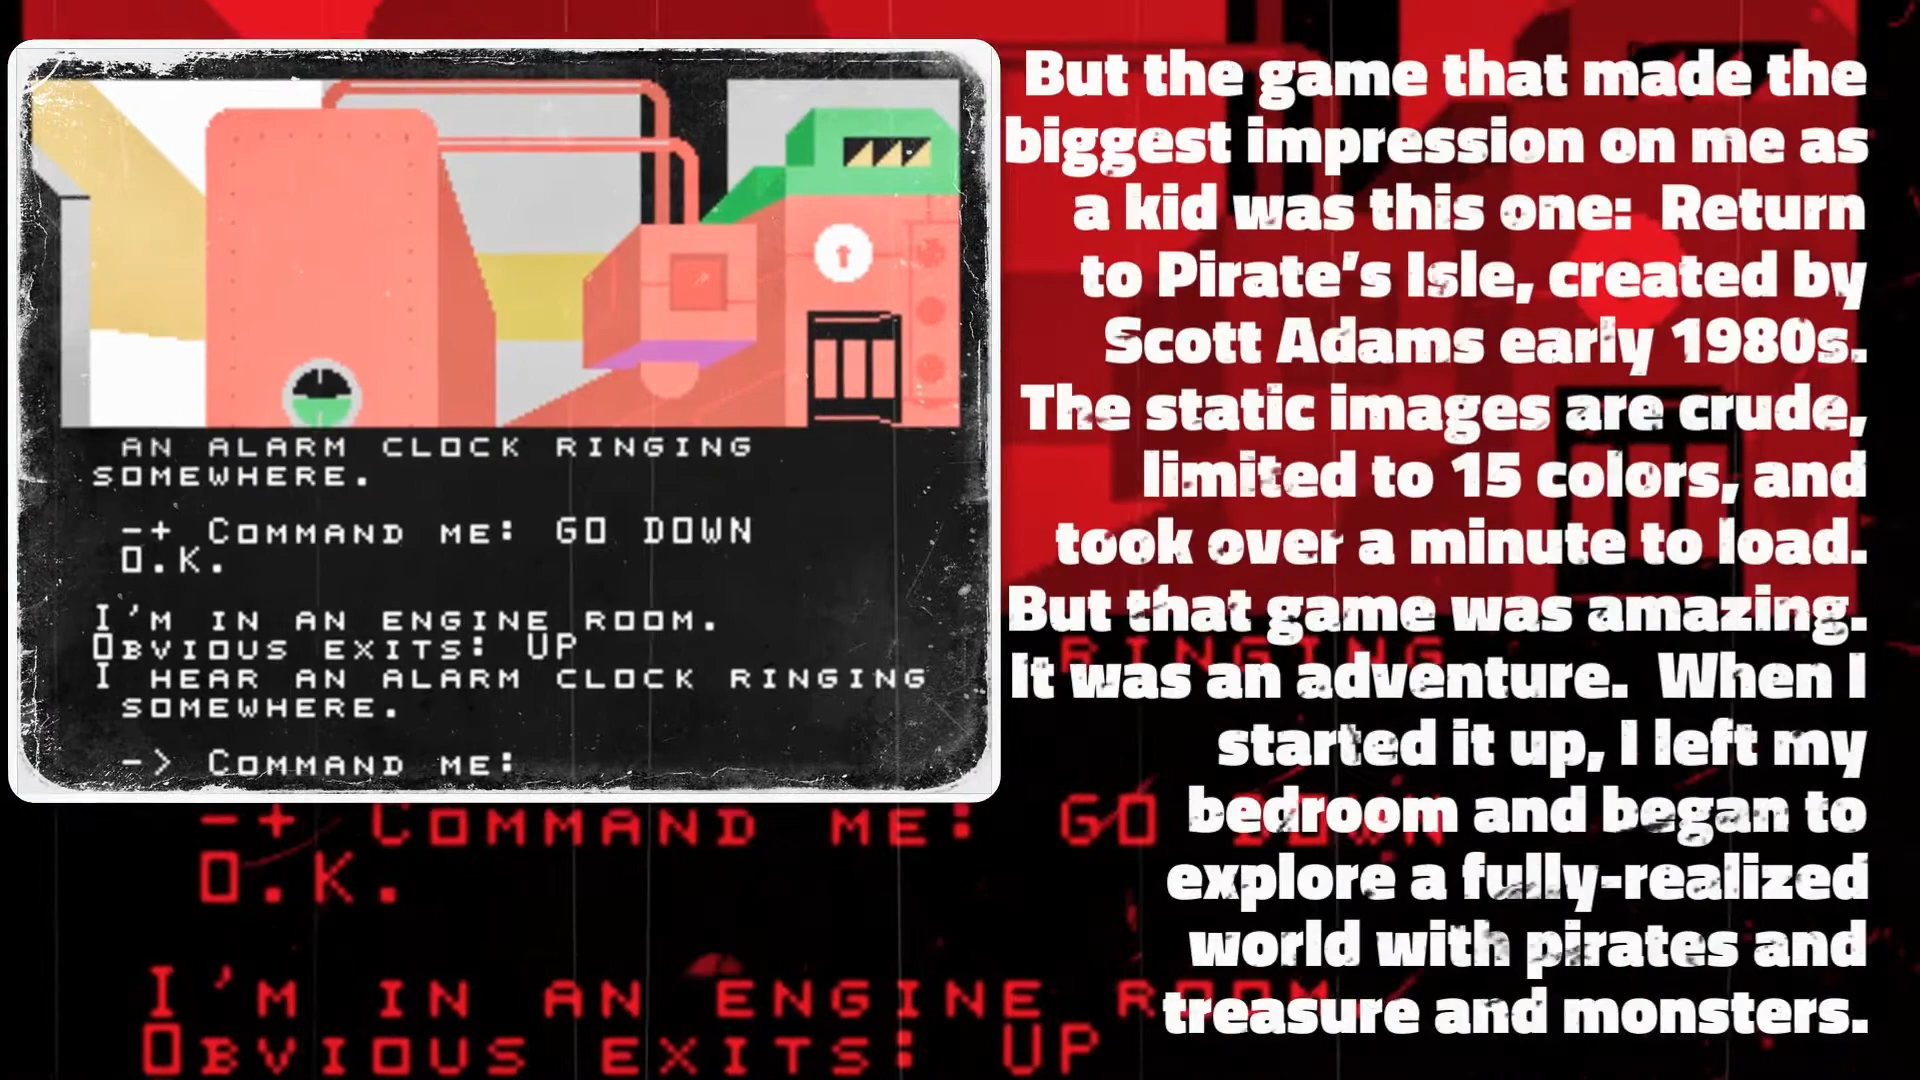 AN ALARM CLOCK RINGING
SOMEWHERE.
-+ COMMAND ME: GO DOWN
O.K.
I'M IN AN ENGINE ROOM.
OBVIOUS EXITS: UP
I HEAR AN ALARM CLOCK RINGING
SOMEWHERE.
-> COMMAND ME:
But the game that made the
biggest impression on me as
a kid was this one:  Return
to Pirate’s Isle, created by
Scott Adams early 1980s.
The static images are crude,
limited to 15 colors, and
took over a minute to load.
But that game was amazing.
It was an adventure.  When I
started it up, I left my
bedroom and began to
explore a fully-realized
world with pirates and
treasure and monsters.
RINGING
-+ COMMAND ME: GO DOWN
O.K.
I'M IN AN ENGINE ROOM.
OBVIOUS EXITS: UP